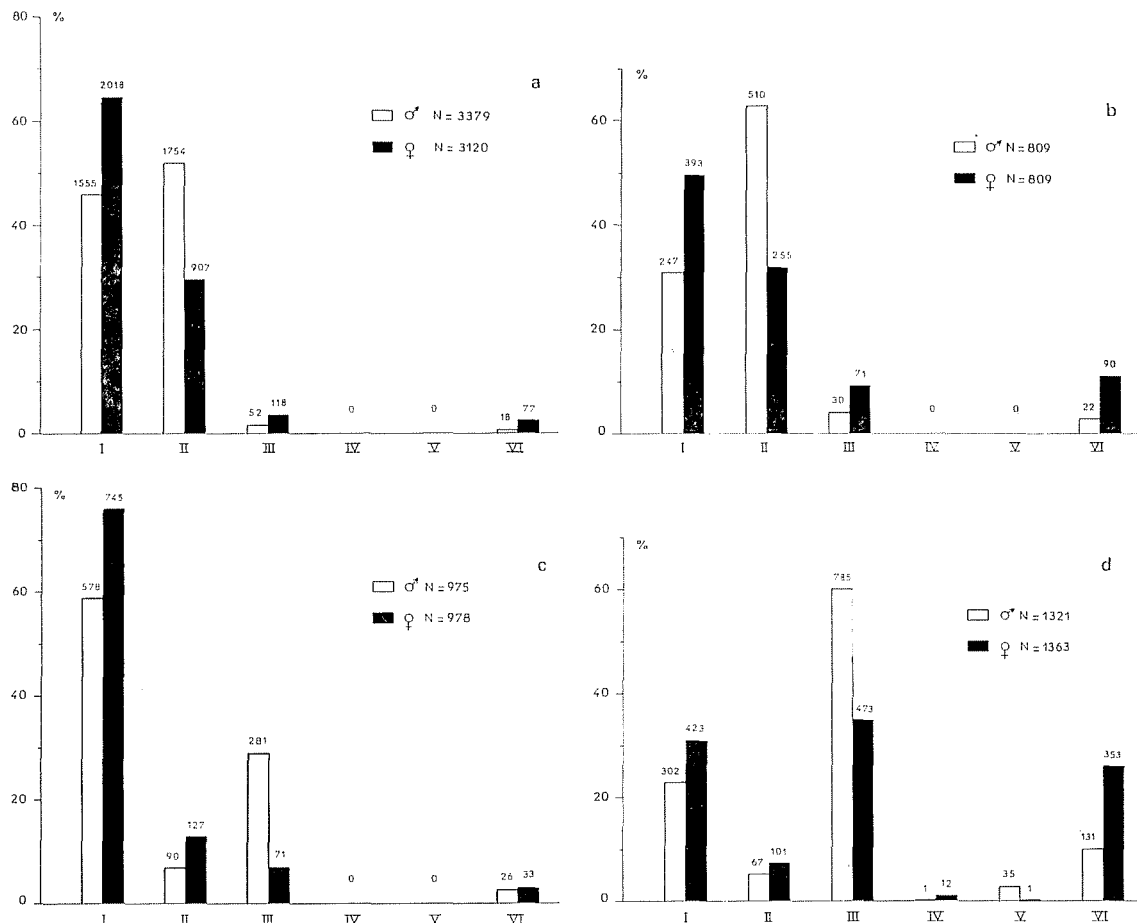 80 %
a
2018
♂ N = 3379
♀ N = 3120
60
1754
1555
40
907
20
52 118 0 0 18 77
0
I II III IV V VI
%
b
510
60
♂ N = 809
♀ N = 809
393
40
247 255
20
30 71 0 0 22 90
0
I II III IV V VI
80 %
745
c
♂ N = 975
♀ N = 978
60
578
40
281
20
90 127 71 0 0 26 33
0
I II III IV V VI
%
d
785
60
♂ N = 1321
♀ N = 1363
40
473
423
353
302
20
67 101 1 12 35 1 131
0
I II III IV V VI